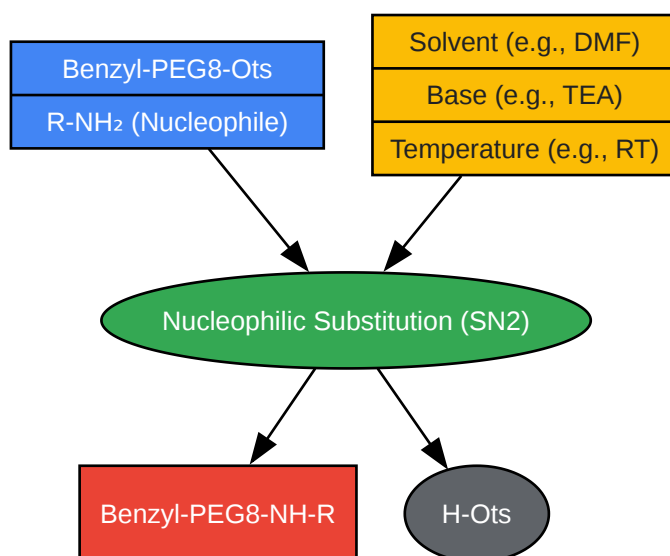 Benzyl-PEG8-Ots
R-NH₂ (Nucleophile)
Solvent (e.g., DMF)
Base (e.g., TEA)
Temperature (e.g., RT)
Nucleophilic Substitution (SN2)
Benzyl-PEG8-NH-R
H-Ots